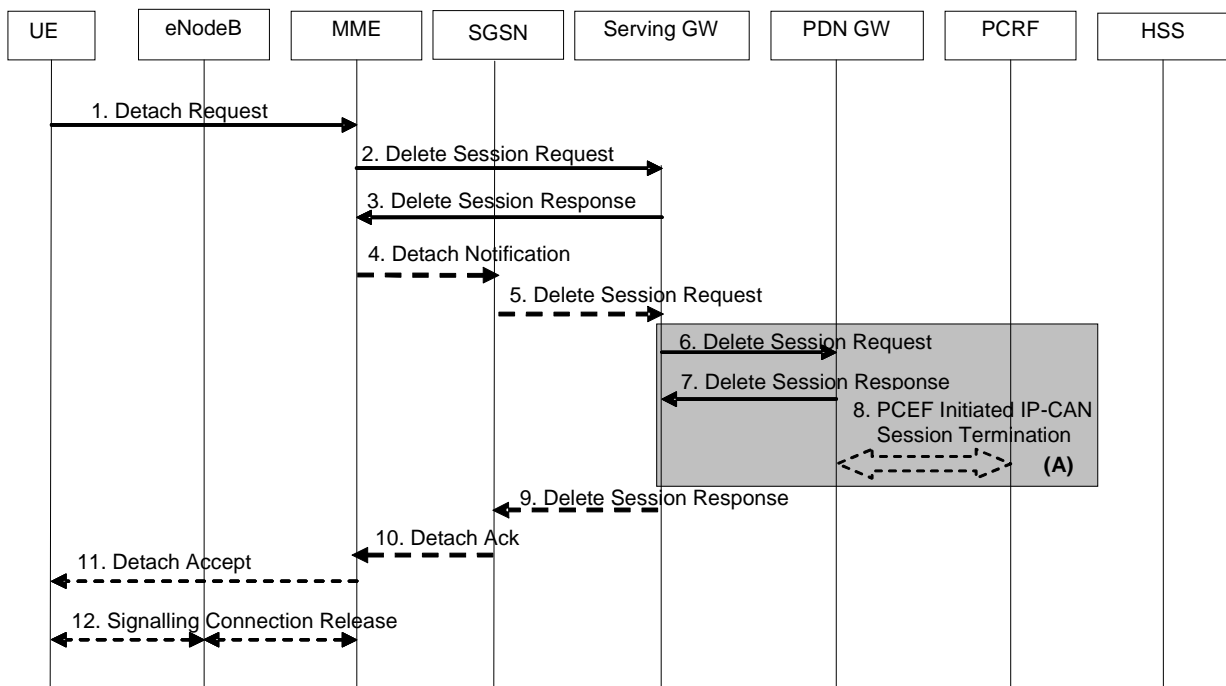 UE
eNodeB
MME
SGSN
Serving GW
PDN GW
PCRF
HSS
1. Detach Request
2. Delete Session Request
3. Delete Session Response
4. Detach Notification
5. Delete Session Request
6. Delete Session Request
7. Delete Session Response
8. PCEF Initiated IP-CAN
Session Termination
(A)
9. Delete Session Response
10. Detach Ack
11. Detach Accept
12. Signalling Connection Release